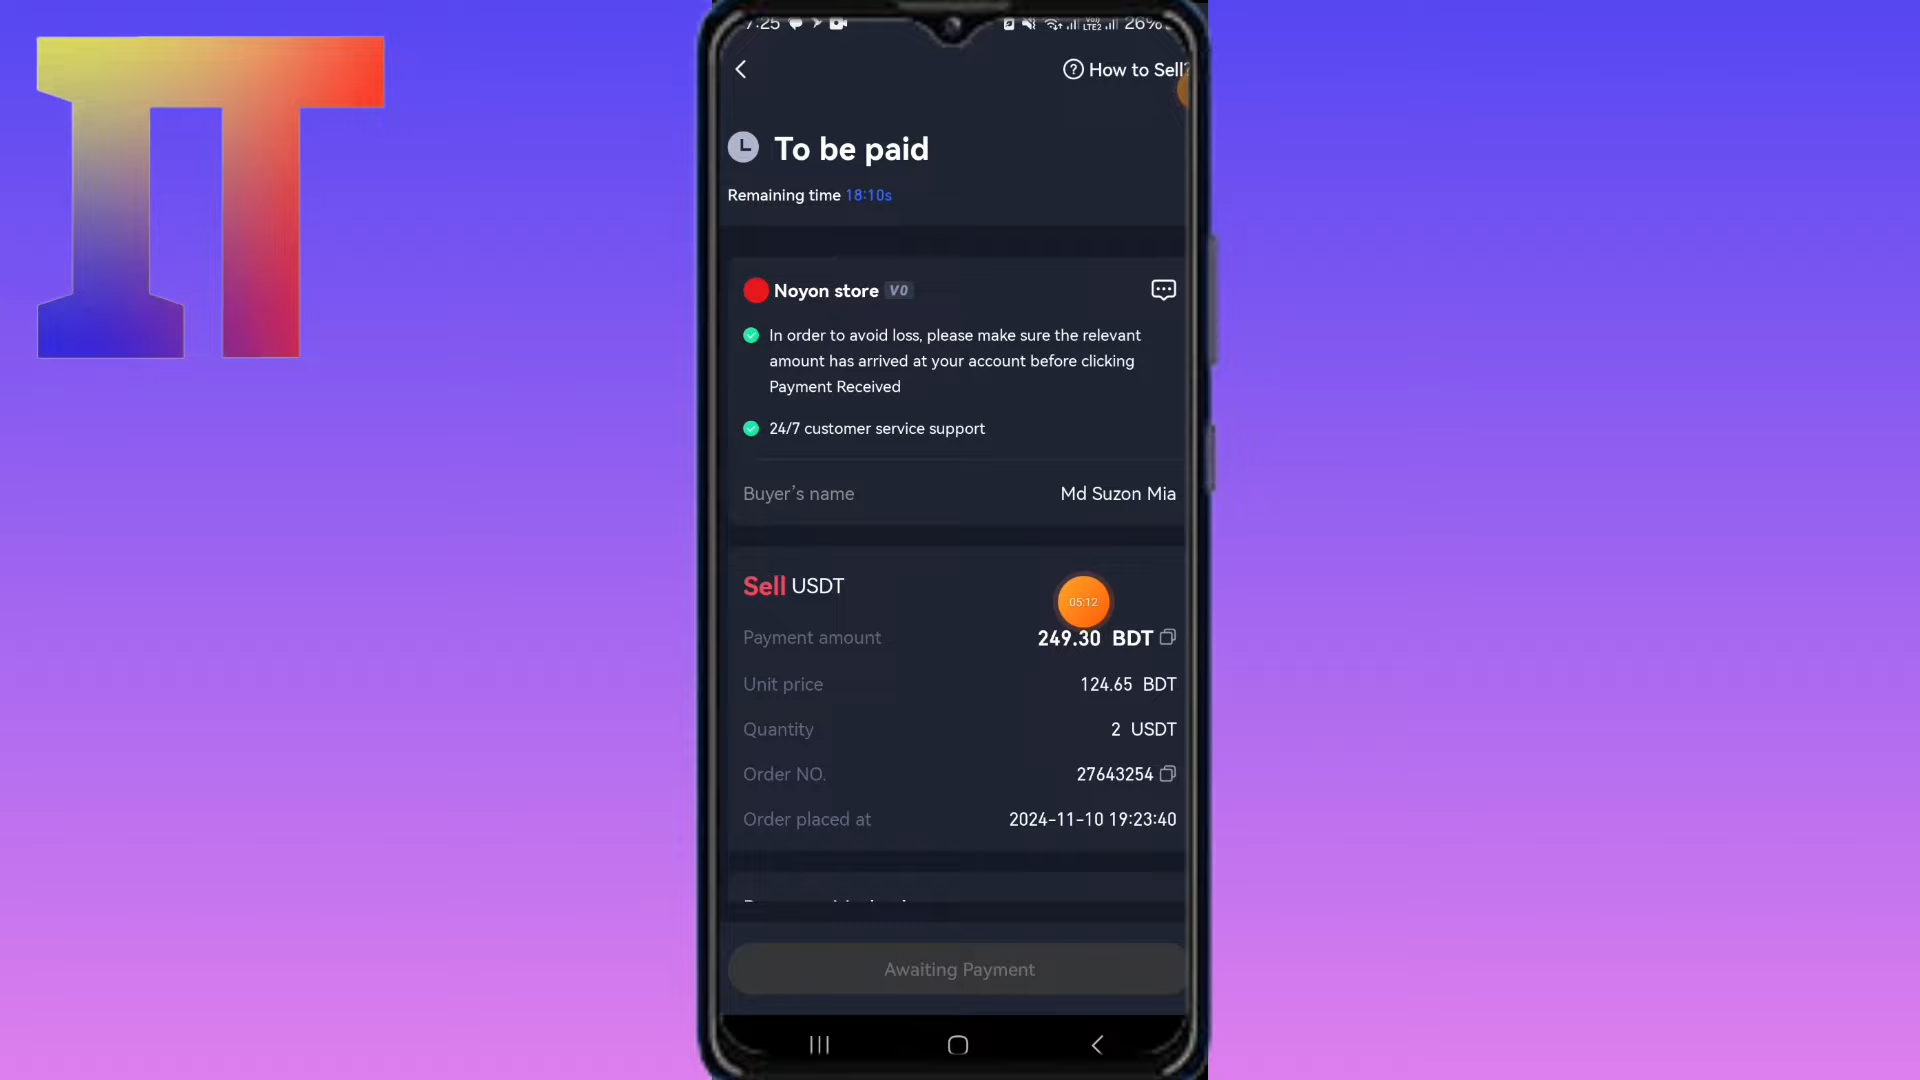 IT
7:25 26%
How to Sell?
To be paid
Remaining time 18:10s
Noyon store V0
In order to avoid loss, please make sure the relevant
amount has arrived at your account before clicking
Payment Received
24/7 customer service support
Buyer's name Md Suzon Mia
Sell USDT
05:12
Payment amount 249.30 BDT
Unit price 124.65 BDT
Quantity 2 USDT
Order NO. 27643254
Order placed at 2024-11-10 19:23:40
Awaiting Payment